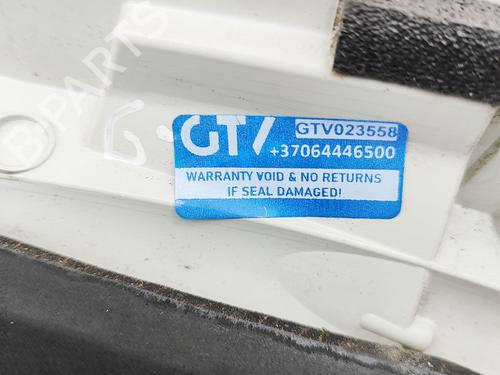 G.GTV
GTV023558
+37064446500
WARRANTY VOID & NO RETURNS
IF SEAL DAMAGED!
B-Parts